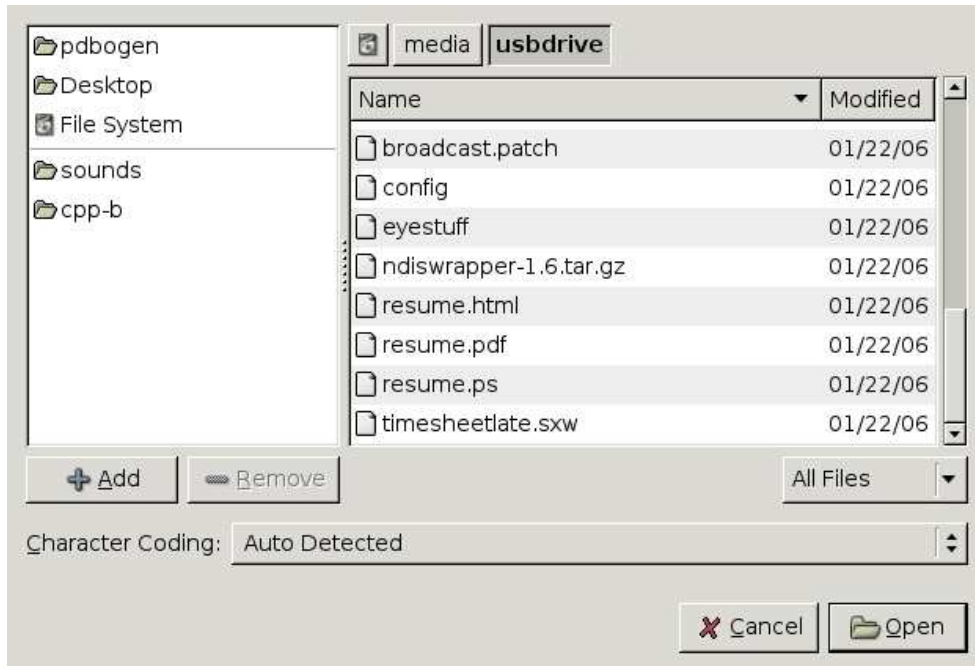 pdbogen
Desktop
File System
sounds
cpp-b
media usbdrive
Name Modified
broadcast.patch 01/22/06
config 01/22/06
eyestuff 01/22/06
ndiswrapper-1.6.tar.gz 01/22/06
resume.html 01/22/06
resume.pdf 01/22/06
resume.ps 01/22/06
timesheetlate.sxw 01/22/06
Add Remove All Files
Character Coding: Auto Detected
Cancel Open